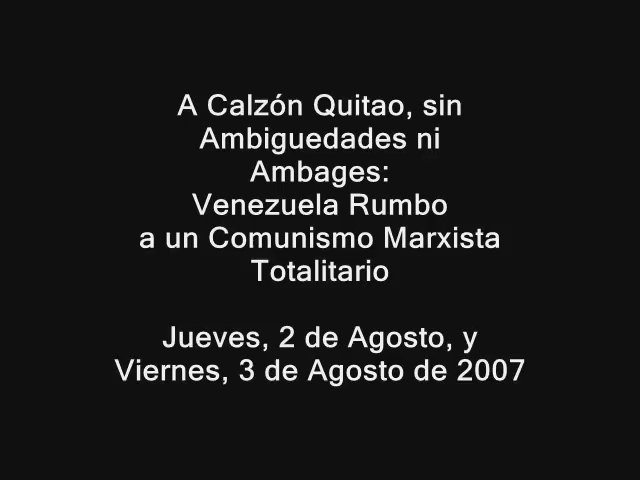 A Calzón Quitao, sin
Ambiguedades ni
Ambages:
Venezuela Rumbo
a un Comunismo Marxista
Totalitario
Jueves, 2 de Agosto, y
Viernes, 3 de Agosto de 2007